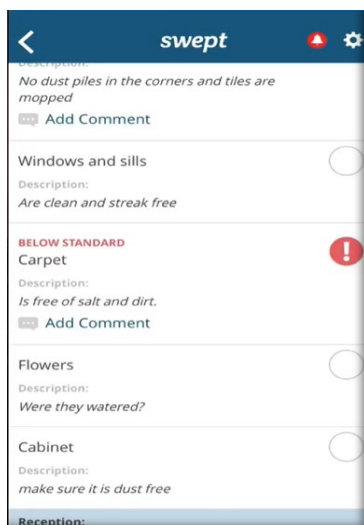 swept
Description:
No dust piles in the corners and tiles are
mopped
Add Comment
Windows and sills
Description:
Are clean and streak free
BELOW STANDARD
Carpet
!
Description:
Is free of salt and dirt.
Add Comment
Flowers
Description:
Were they watered?
Cabinet
Description:
make sure it is dust free
Reception: